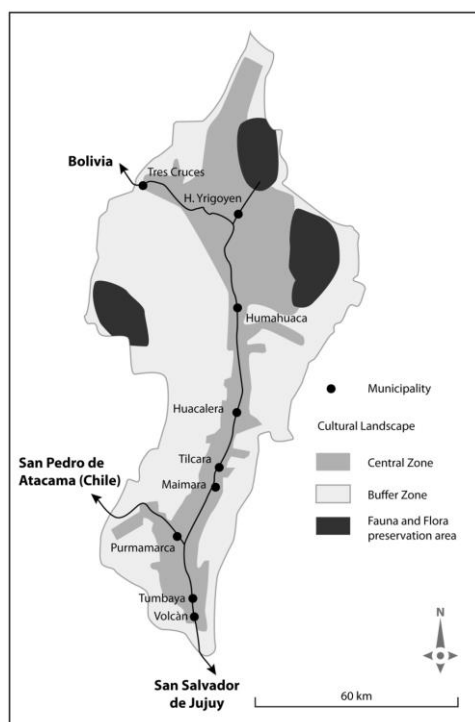 Bolivia
Tres Cruces
H. Yrigoyen
Humahuaca
Municipality
Huacalera
Cultural Landscape
Tilcara
Central Zone
San Pedro de
Atacama (Chile)
Maimara
Buffer Zone
Fauna and Flora
preservation area
Purmamarca
Tumbaya
Volcàn
N
San Salvador
de Jujuy
60 km